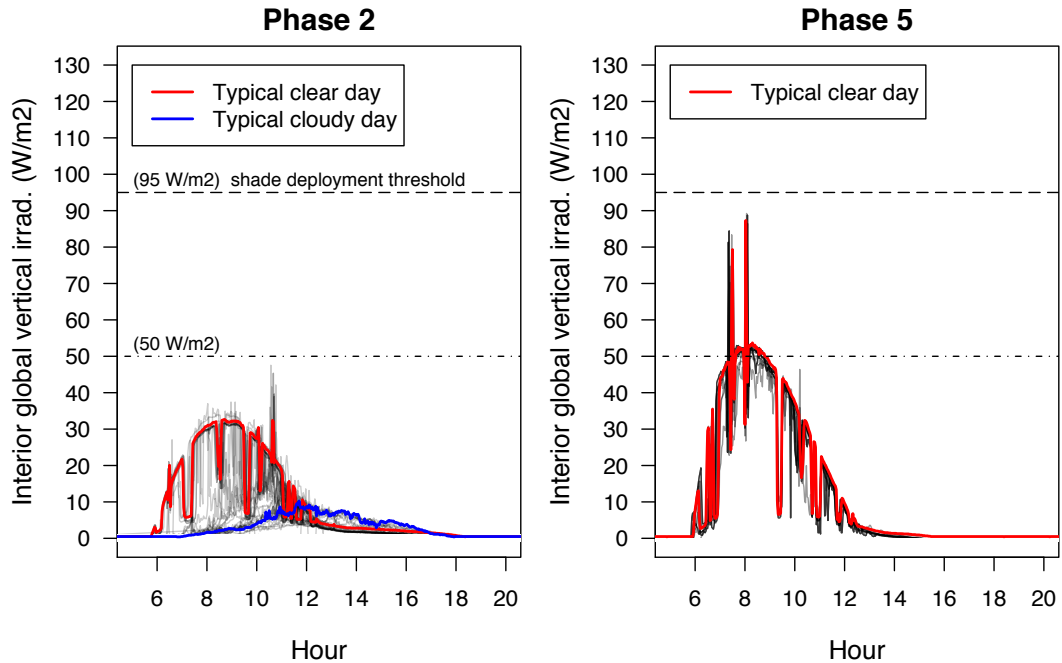 Phase 2
Interior global vertical irrad. (W/m2)
130
120
110
100
90
80
70
60
50
40
30
20
10
0
Typical clear day
Typical cloudy day
(95 W/m2) shade deployment threshold
(50 W/m2)
6 8 10 12 14 16 18 20
Hour
Phase 5
Interior global vertical irrad. (W/m2)
130
120
110
100
90
80
70
60
50
40
30
20
10
0
Typical clear day
6 8 10 12 14 16 18 20
Hour